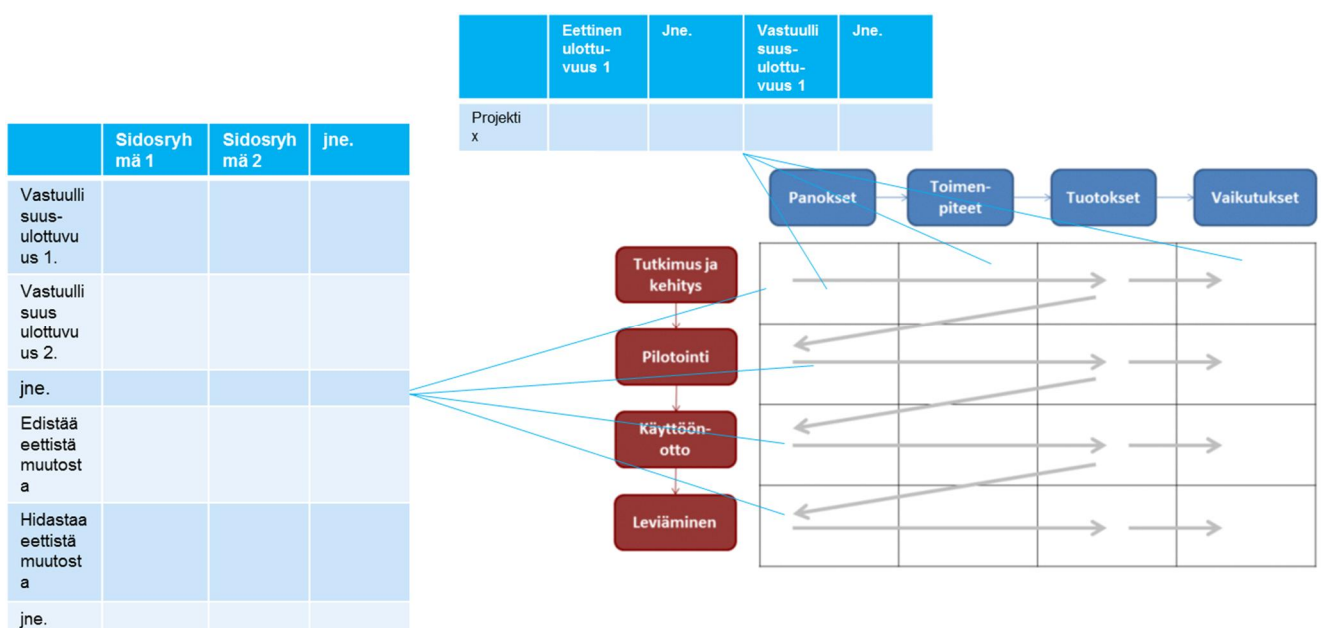 Eettinen
ulottu-
vuus 1
Jne.
Vastuulli
suus-
ulottu-
vuus 1
Jne.
Projekti
x
Sidosryh
mä 1
Sidosryh
mä 2
jne.
Vastuulli
suus-
ulottuvu
us 1.
Vastuulli
suus
ulottuvu
us 2.
jne.
Edistää
eettistä
muutost
a
Hidastaa
eettistä
muutost
a
jne.
Panokset
Toimen-
piteet
Tuotokset
Vaikutukset
Tutkimus ja
kehitys
Pilotointi
Käyttöön-
otto
Leviäminen